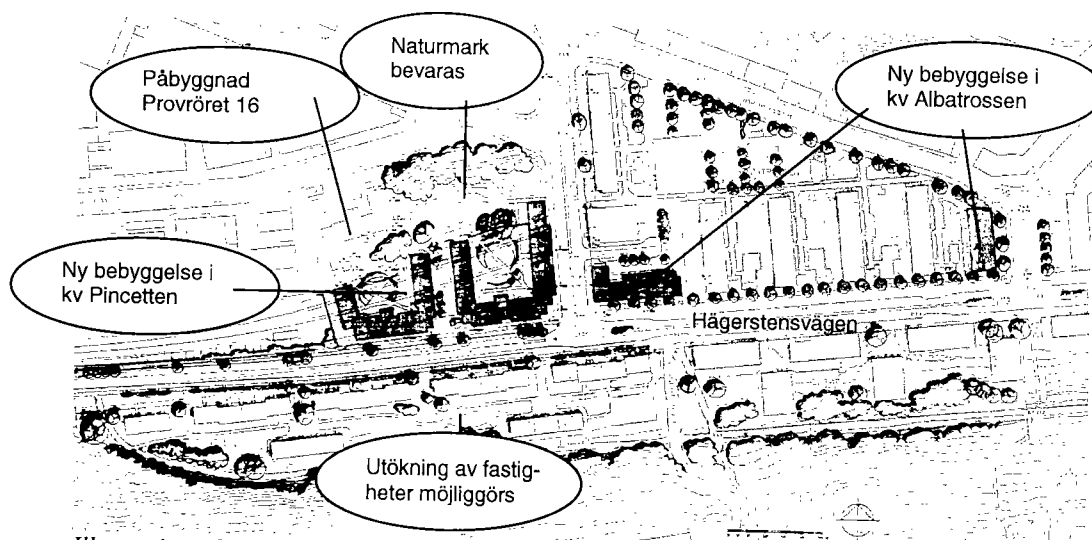 Naturmark
bevaras
Påbyggnad
Provröret 16
Ny bebyggelse i
kv Albatrossen
Ny bebyggelse i
kv Pincetten
Hägerstensvägen
Utökning av fastig-
heter möjliggörs